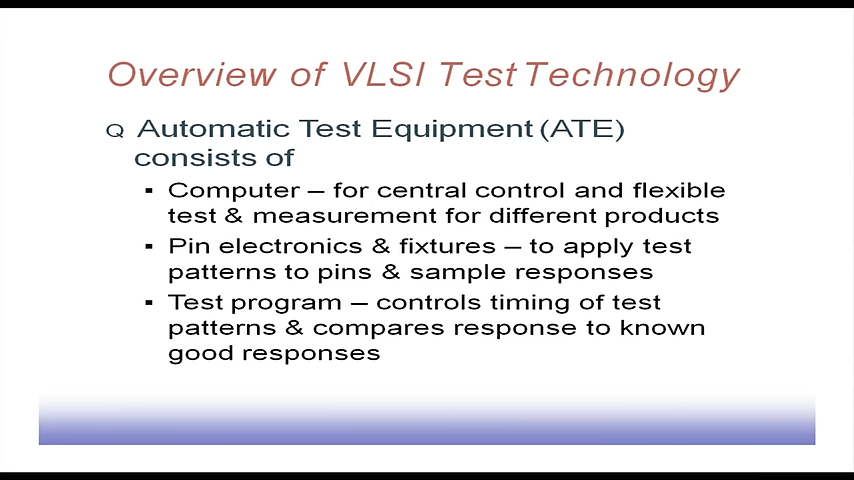 Overview of VLSI Test Technology
Q Automatic Test Equipment (ATE)
consists of
▪ Computer – for central control and flexible
test & measurement for different products
▪ Pin electronics & fixtures – to apply test
patterns to pins & sample responses
▪ Test program – controls timing of test
patterns & compares response to known
good responses